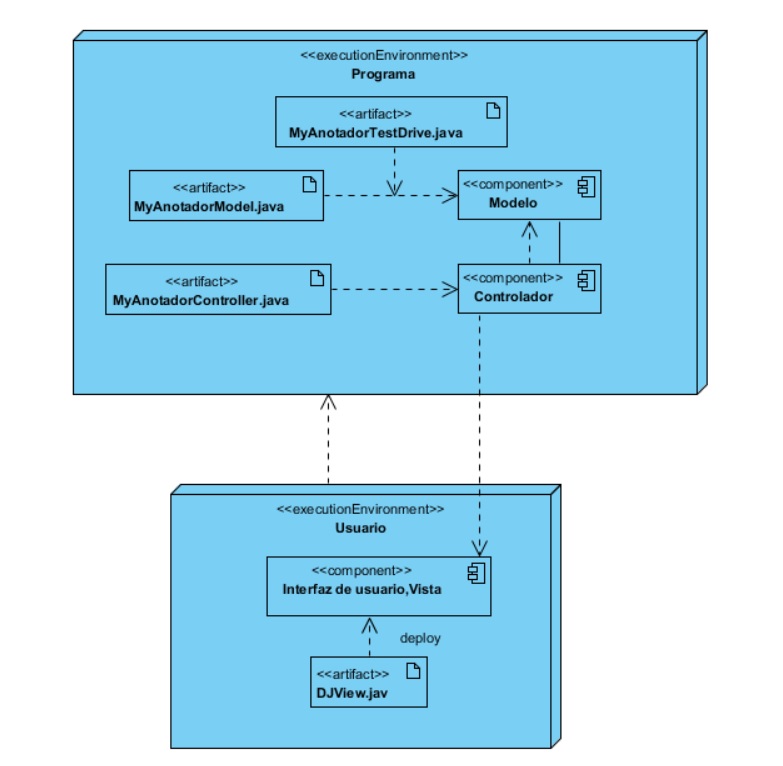 <<executionEnvironment>>
Programa
<<artifact>>
MyAnotadorTestDrive.java
<<artifact>>
MyAnotadorModel.java
<<component>>
Modelo
<<artifact>>
MyAnotadorController.java
<<component>>
Controlador
<<executionEnvironment>>
Usuario
<<component>>
Interfaz de usuario,Vista
deploy
<<artifact>>
DJView.jav